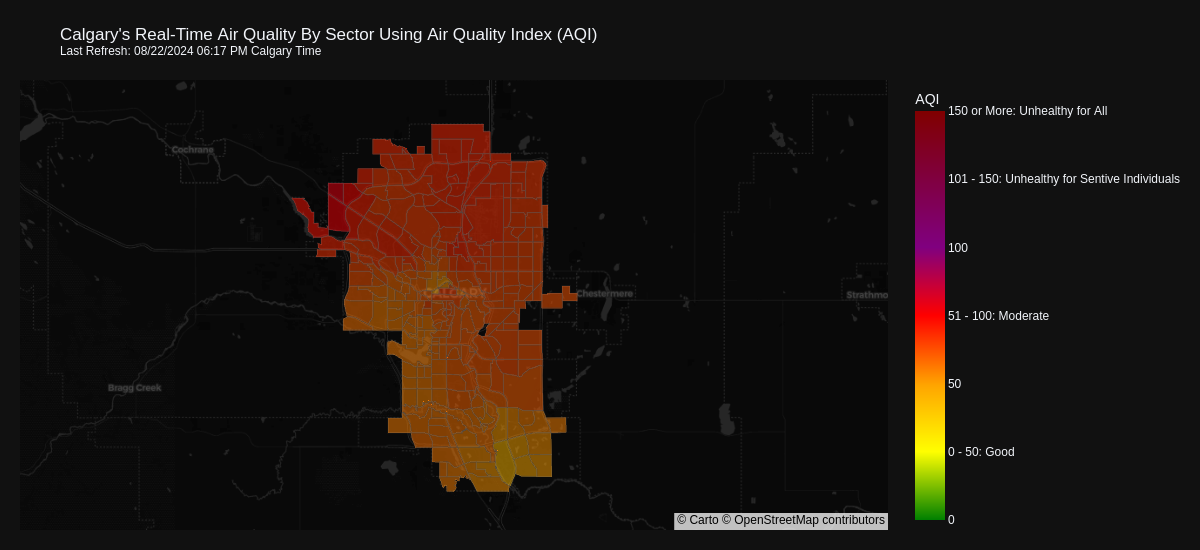 Calgary's Real-Time Air Quality By Sector Using Air Quality Index (AQI)
Last Refresh: 08/22/2024 06:17 PM Calgary Time
AQI
150 or More: Unhealthy for All
Cochrane
101 - 150: Unhealthy for Sentive Individuals
100
CALGARY
Chestermere
Strathmo
51 - 100: Moderate
Bragg Creek
50
0 - 50: Good
© Carto © OpenStreetMap contributors
0